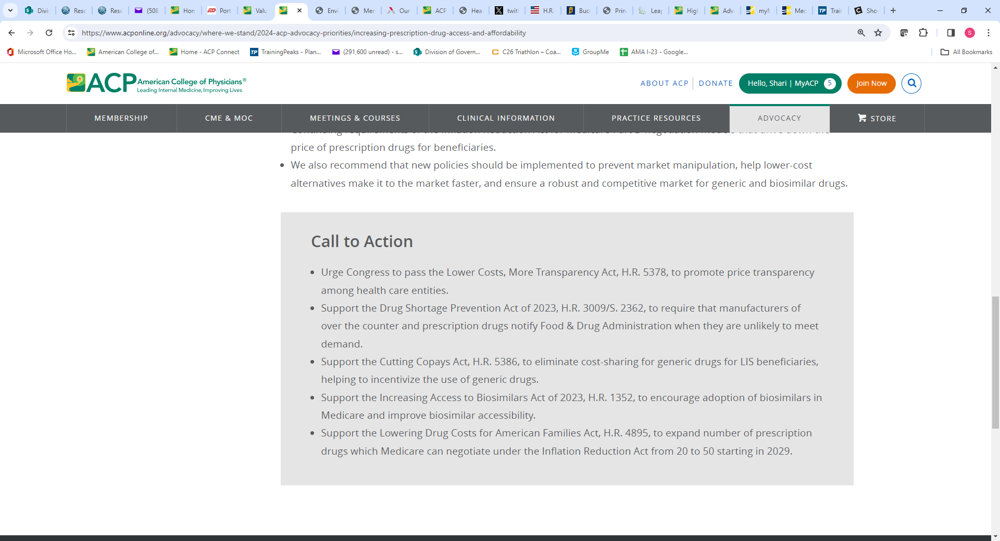 Divis
Resc
Resc
(508
Hom
Port
Valu
Envi
Mer
Our
ACP
Hea
twitt
H.R.
Buc
Prin
Leap
High
Adv
myM
Med
Trai
Sho
https://www.acponline.org/advocacy/where-we-stand/2024-acp-advocacy-priorities/increasing-prescription-drug-access-and-affordability
S
Microsoft Office Ho...
American College of...
Home - ACP Connect
TP TrainingPeaks - Plan...
(291,600 unread) - s...
Division of Govern...
C26 Triathlon – Coa...
GroupMe
AMA I-23 - Google...
All Bookmarks
ACP American College of Physicians®
Leading Internal Medicine, Improving Lives
ABOUT ACP
DONATE
Hello, Shari | MyACP 5
Join Now
MEMBERSHIP
CME & MOC
MEETINGS & COURSES
CLINICAL INFORMATION
PRACTICE RESOURCES
ADVOCACY
STORE
price of prescription drugs for beneficiaries.
• We also recommend that new policies should be implemented to prevent market manipulation, help lower-cost
alternatives make it to the market faster, and ensure a robust and competitive market for generic and biosimilar drugs.
Call to Action
• Urge Congress to pass the Lower Costs, More Transparency Act, H.R. 5378, to promote price transparency
among health care entities.
• Support the Drug Shortage Prevention Act of 2023, H.R. 3009/S. 2362, to require that manufacturers of
over the counter and prescription drugs notify Food & Drug Administration when they are unlikely to meet
demand.
• Support the Cutting Copays Act, H.R. 5386, to eliminate cost-sharing for generic drugs for LIS beneficiaries,
helping to incentivize the use of generic drugs.
• Support the Increasing Access to Biosimilars Act of 2023, H.R. 1352, to encourage adoption of biosimilars in
Medicare and improve biosimilar accessibility.
• Support the Lowering Drug Costs for American Families Act, H.R. 4895, to expand number of prescription
drugs which Medicare can negotiate under the Inflation Reduction Act from 20 to 50 starting in 2029.